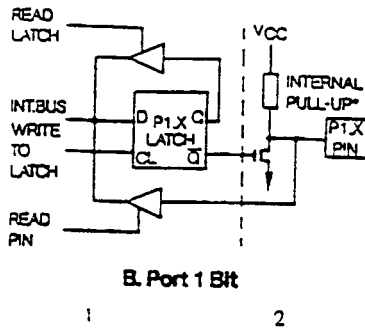 READ
LATCH
VCC
INTERNAL
PULL-UP*
INT.BUS
D P1.X Q
LATCH
WRITE
TO
LATCH
CL Q
P1.X
PIN
READ
PIN
B. Port 1 Bit
1 2